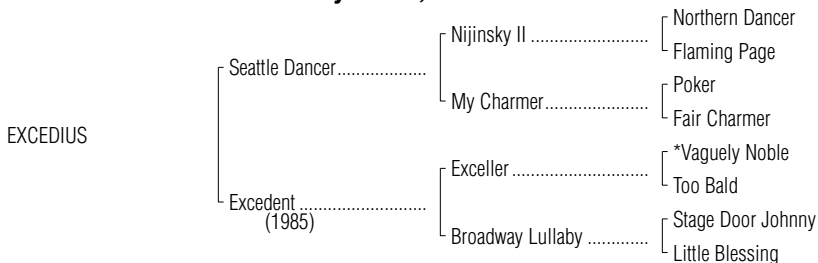 Northern Dancer
Nijinsky II ........................
Flaming Page
Seattle Dancer...................
Poker
My Charmer......................
Fair Charmer
EXCEDIUS
*Vaguely Noble
Exceller .............................
Too Bald
Excedent ...........................
(1985)
Stage Door Johnny
Broadway Lullaby .............
Little Blessing